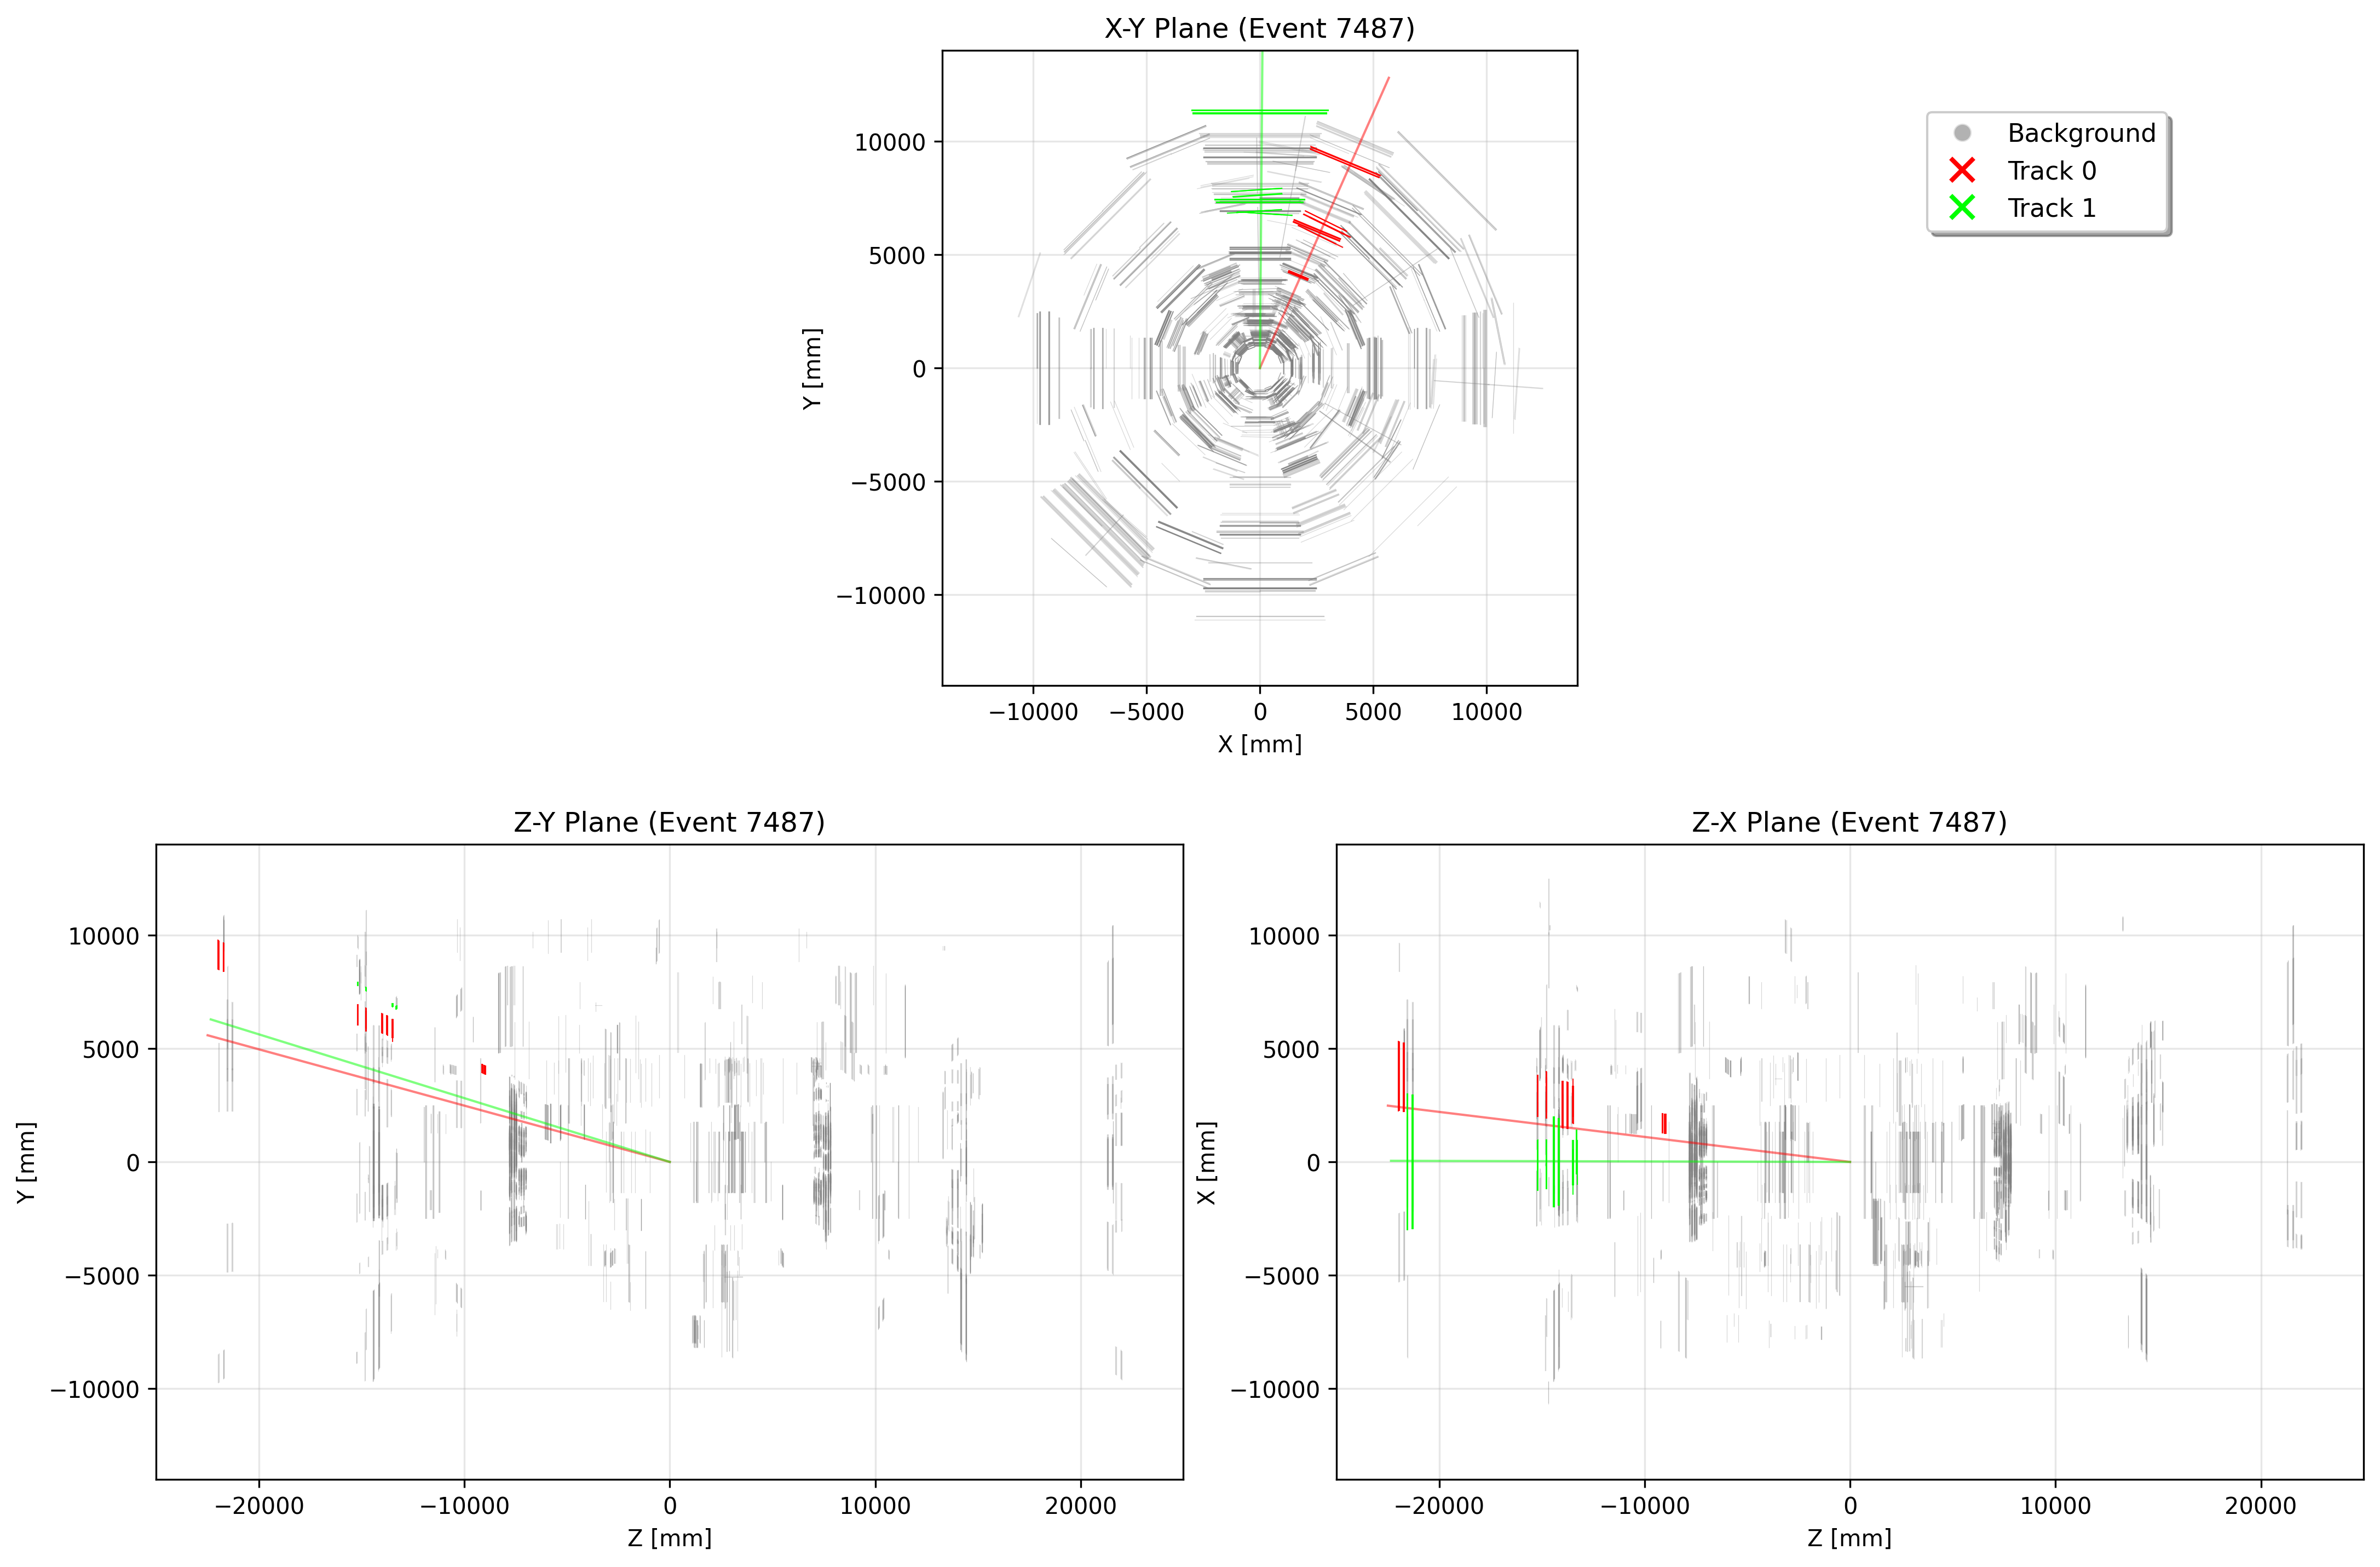 X-Y Plane (Event 7487)
10000
5000
0
−5000
−10000
Y [mm]
−10000 −5000 0 5000 10000
X [mm]
Background
Track 0
Track 1
Z-Y Plane (Event 7487)
10000
5000
0
−5000
−10000
Y [mm]
−20000 −10000 0 10000 20000
Z [mm]
Z-X Plane (Event 7487)
10000
5000
0
−5000
−10000
X [mm]
−20000 −10000 0 10000 20000
Z [mm]